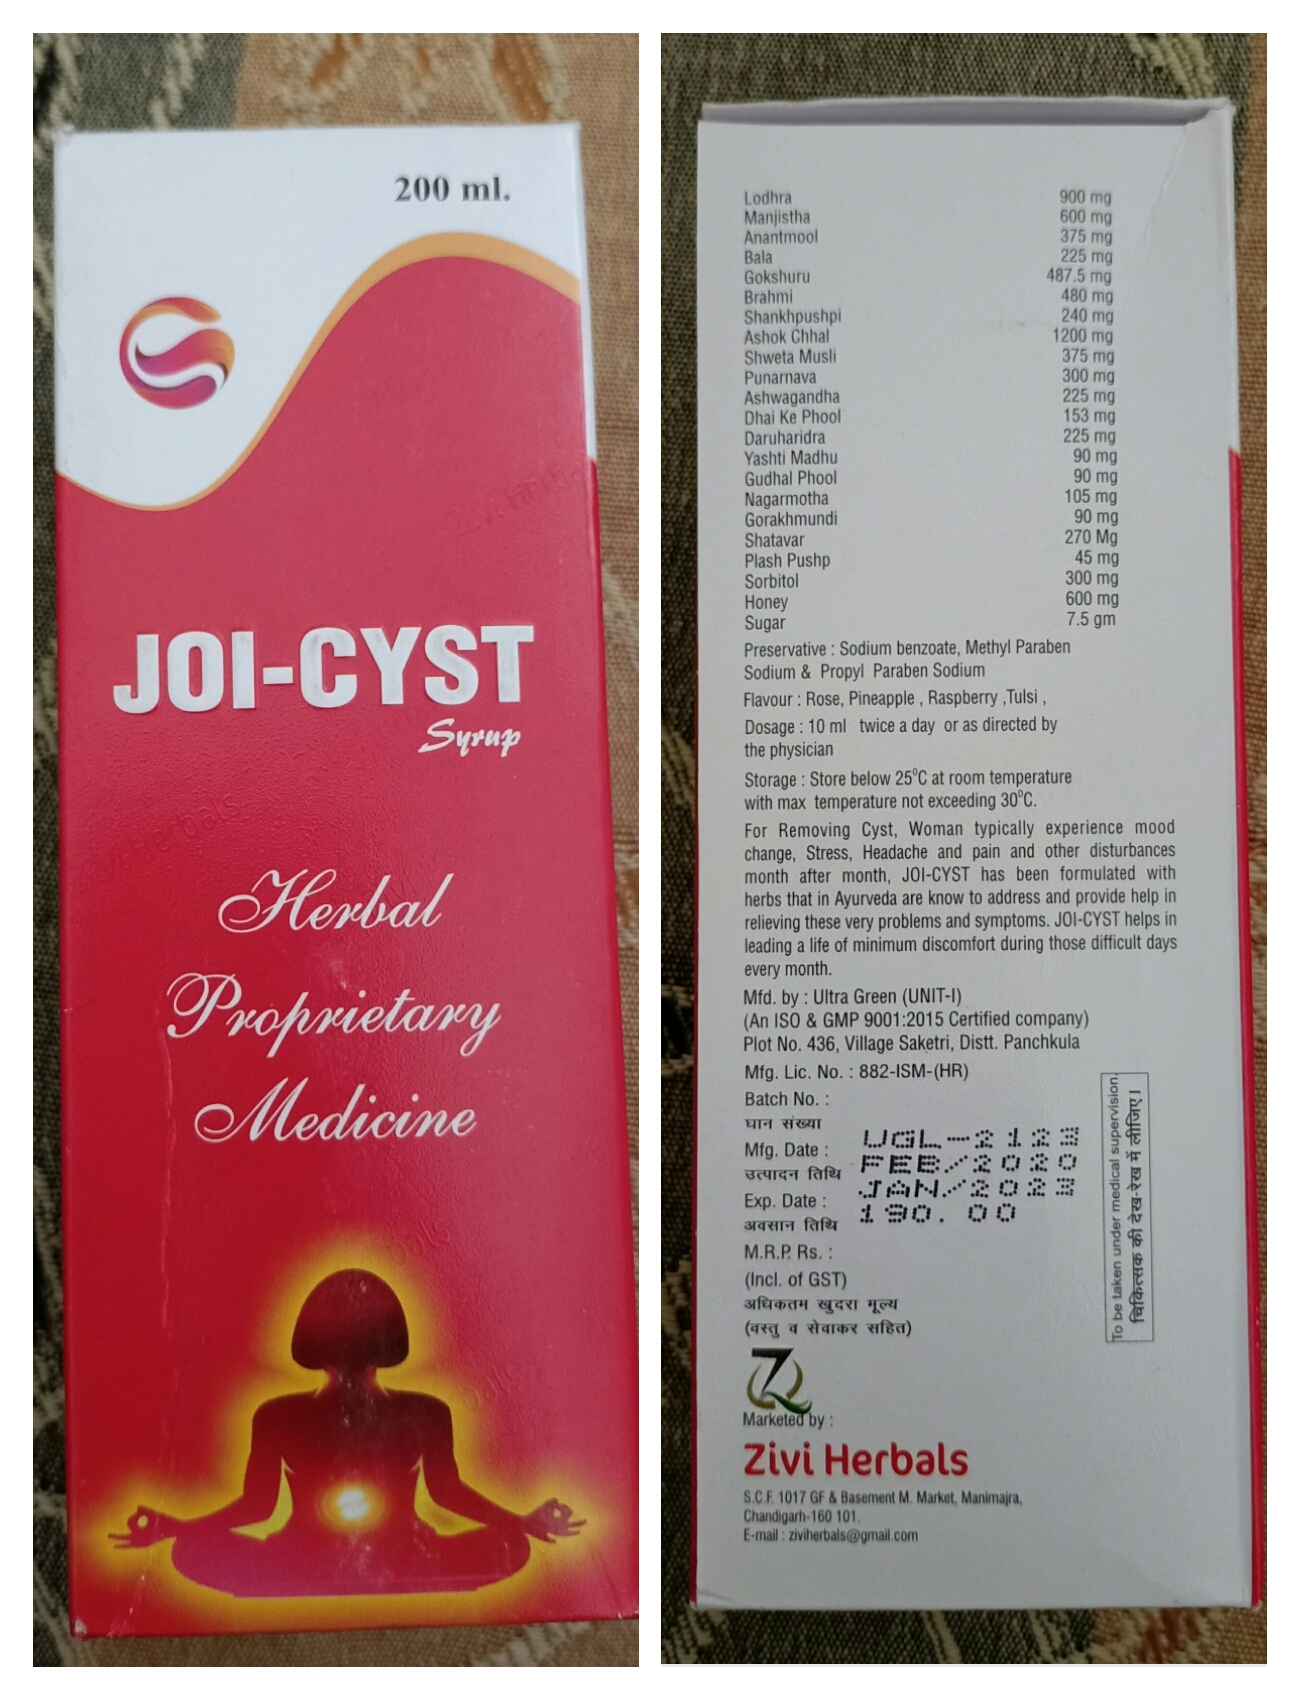 200 ml.
JOI-CYST
Syrup
Herbal
Proprietary
Medicine
Lodhra 900 mg
Manjistha 600 mg
Anantmool 375 mg
Bala 225 mg
Gokshuru 487.5 mg
Brahmi 480 mg
Shankhpushpi 240 mg
Ashok Chhal 1200 mg
Shweta Musli 375 mg
Punarnava 300 mg
Ashwagandha 225 mg
Dhai Ke Phool 153 mg
Daruharidra 225 mg
Yashti Madhu 90 mg
Gudhal Phool 90 mg
Nagarmotha 105 mg
Gorakhmundi 90 mg
Shatavar 270 Mg
Plash Pushp 45 mg
Sorbitol 300 mg
Honey 600 mg
Sugar 7.5 gm
Preservative : Sodium benzoate, Methyl Paraben
Sodium & Propyl Paraben Sodium
Flavour : Rose, Pineapple , Raspberry ,Tulsi ,
Dosage : 10 ml twice a day or as directed by
the physician
Storage : Store below 25⁰C at room temperature
with max temperature not exceeding 30⁰C.
For Removing Cyst, Woman typically experience mood
change, Stress, Headache and pain and other disturbances
month after month, JOI-CYST has been formulated with
herbs that in Ayurveda are know to address and provide help in
relieving these very problems and symptoms. JOI-CYST helps in
leading a life of minimum discomfort during those difficult days
every month.
Mfd. by : Ultra Green (UNIT-I)
(An ISO & GMP 9001:2015 Certified company)
Plot No. 436, Village Saketri, Distt. Panchkula
Mfg. Lic. No. : 882-ISM-(HR)
Batch No. :
घान संख्या
UGL-2123
Mfg. Date :
उत्पादन तिथि
FEB/2020
Exp. Date :
अवसान तिथि
JAN/2023
190.00
M.R.P. Rs. :
(Incl. of GST)
अधिकतम खुदरा मूल्य
(वस्तु व सेवाकर सहित)
To be taken under medical supervision.
चिकित्सक की देख-रेख में लीजिए।
Marketed by :
Zivi Herbals
S.C.F. 1017 GF & Basement M. Market, Manimajra,
Chandigarh-160 101.
E-mail : ziviherbals@gmail.com